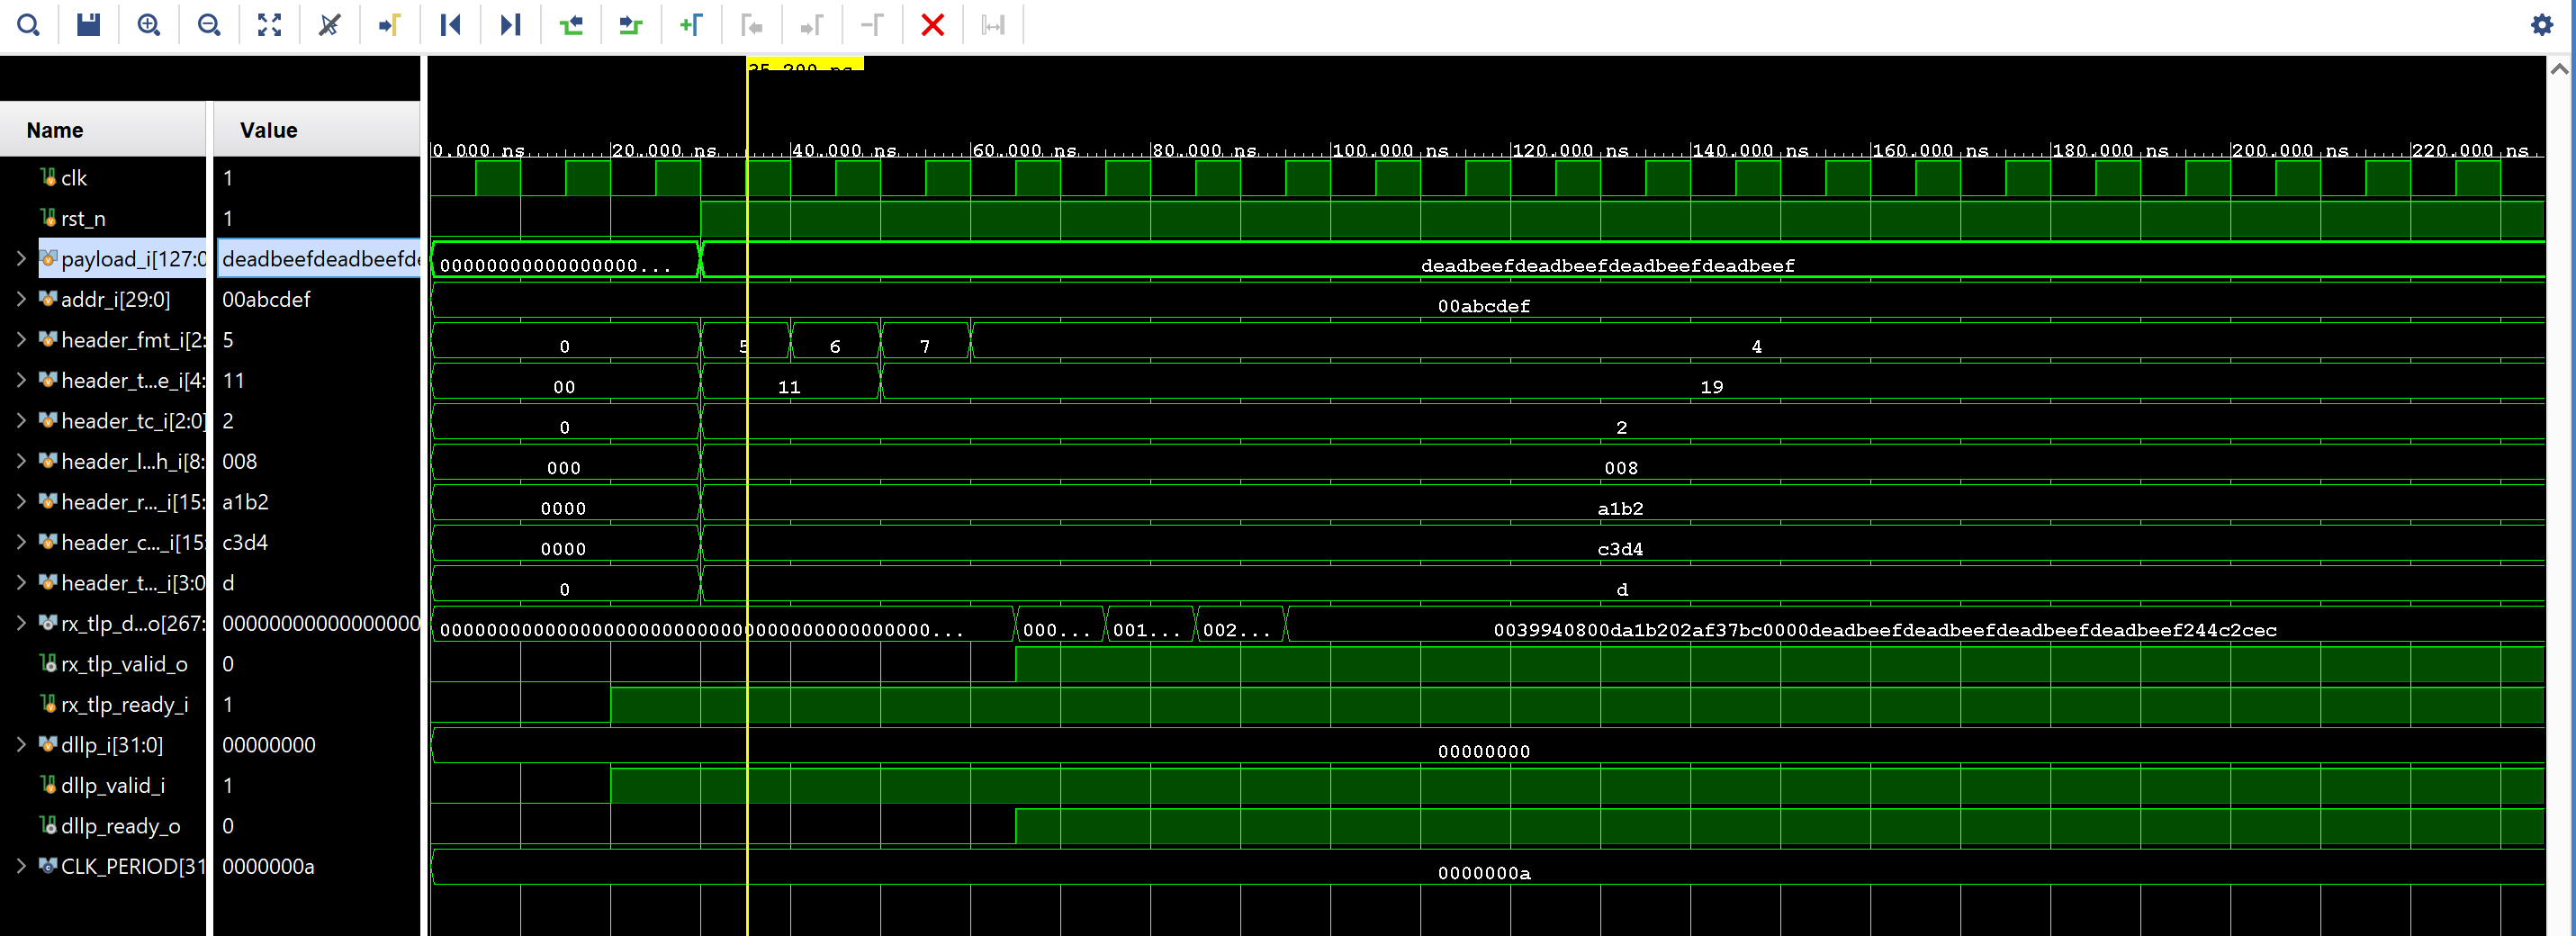 0.000 ns 20.000 ns 40.000 ns 60.000 ns 80.000 ns 100.000 ns 120.000 ns 140.000 ns 160.000 ns 180.000 ns 200.000 ns 220.000 ns
Name Value
clk 1
rst_n 1
payload_i[127:0 deadbeefdeadbeefde 00000000000000000... deadbeefdeadbeefdeadbeefdeadbeef
addr_i[29:0] 00abcdef 00abcdef
header_fmt_i[2: 5 0 5 6 7 4
header_t...e_i[4: 11 00 11 19
header_tc_i[2:0] 2 0 2
header_l...h_i[8: 008 000 008
header_r..._i[15: a1b2 0000 a1b2
header_c..._i[15: c3d4 0000 c3d4
header_t..._i[3:0 d 0 d
rx_tlp_d...o[267: 000000000000000000 00000000000000000000000000000000000000000000... 000... 001... 002... 0039940800da1b202af37bc0000deadbeefdeadbeefdeadbeefdeadbeef244c2cec
rx_tlp_valid_o 0
rx_tlp_ready_i 1
dllp_i[31:0] 00000000 00000000
dllp_valid_i 1
dllp_ready_o 0
CLK_PERIOD[31 0000000a 0000000a